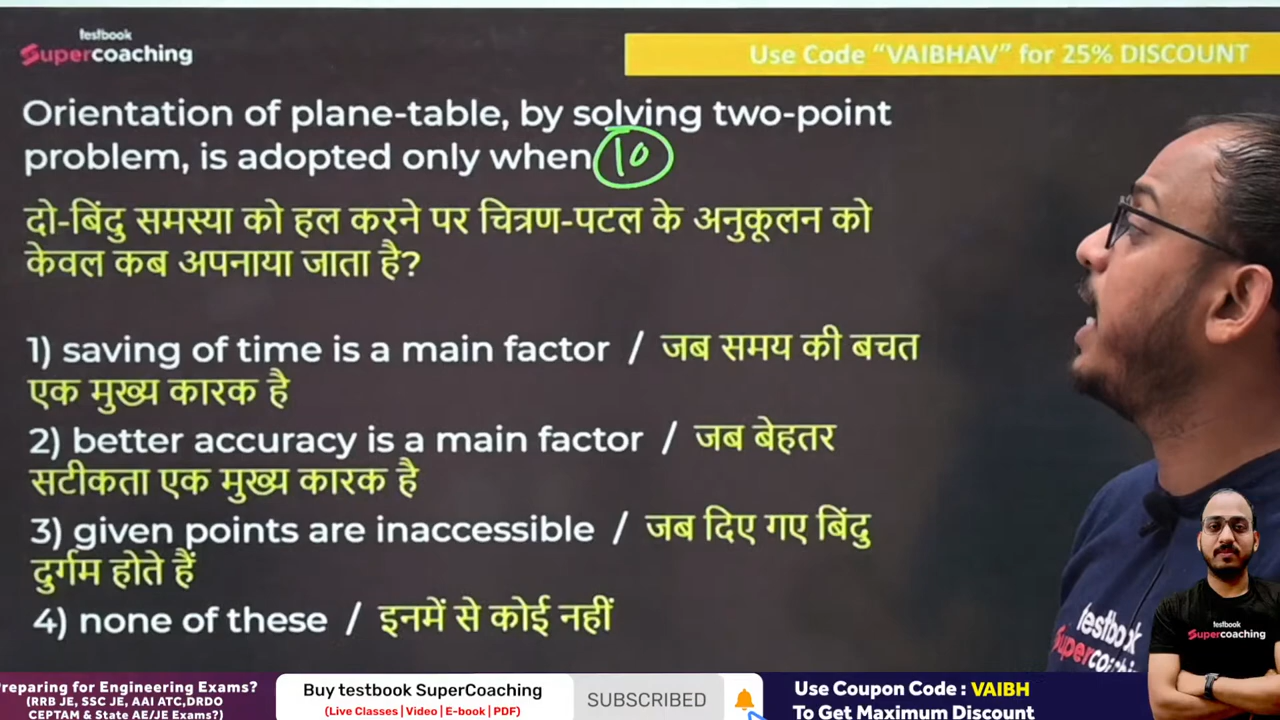 testbook
Supercoaching
Use Code “VAIBHAV” for 25% DISCOUNT
Orientation of plane-table, by solving two-point
problem, is adopted only when 10
दो-बिंदु समस्या को हल करने पर चित्रण-पटल के अनुकूलन को
केवल कब अपनाया जाता है?
1) saving of time is a main factor / जब समय की बचत
एक मुख्य कारक है
2) better accuracy is a main factor / जब बेहतर
सटीकता एक मुख्य कारक है
3) given points are inaccessible / जब दिए गए बिंदु
दुर्गम होते हैं
4) none of these / इनमें से कोई नहीं
testbook
Supercoachi
testbook
Supercoaching
Preparing for Engineering Exams?
(RRB JE, SSC JE, AAI ATC,DRDO
CEPTAM & State AE/JE Exams?)
Buy testbook SuperCoaching
(Live Classes | Video | E-book | PDF)
SUBSCRIBED
Use Coupon Code : VAIBH
To Get Maximum Discount